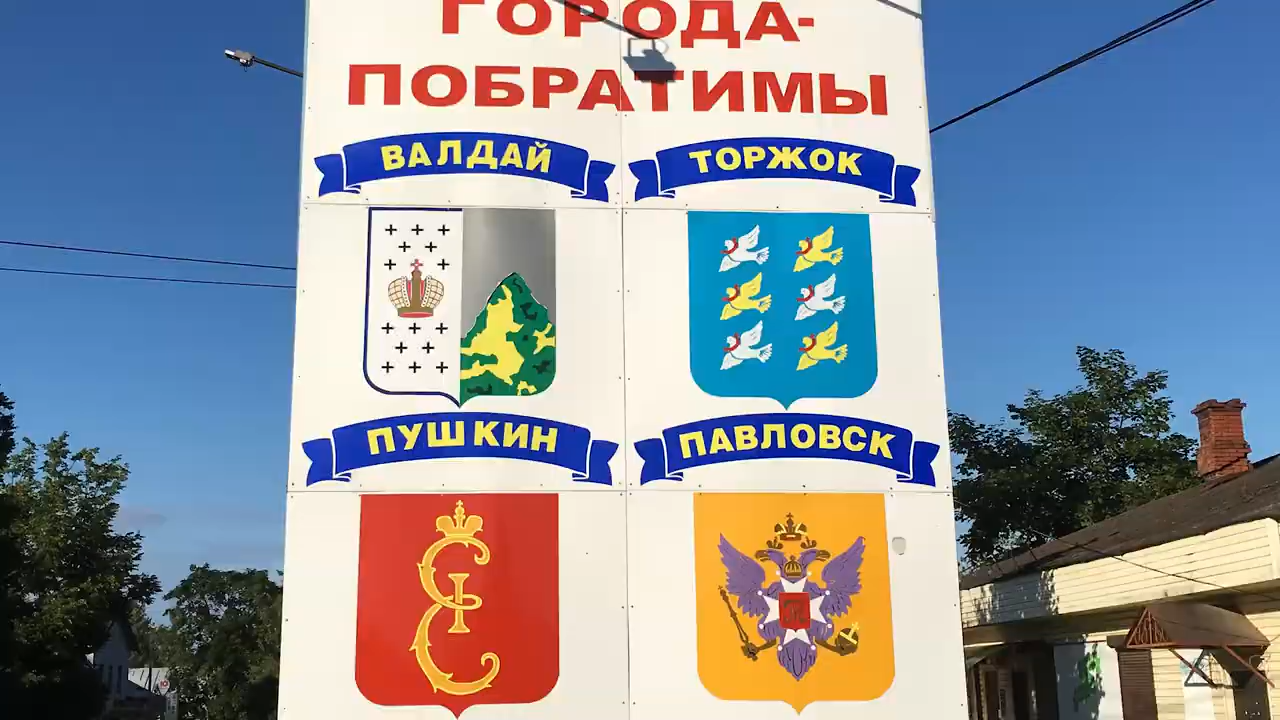 ГОРОДА-
ПОБРАТИМЫ
ВАЛДАЙ
ТОРЖОК
ПУШКИН
ПАВЛОВСК